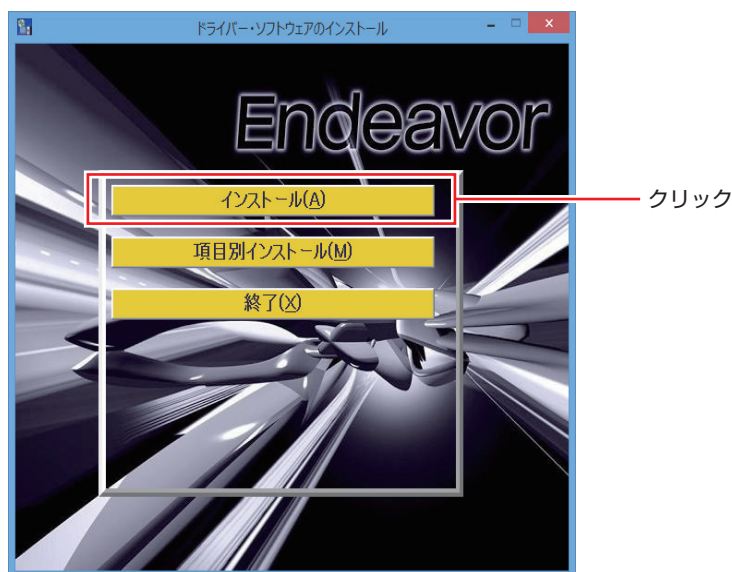 ドライバー・ソフトウェアのインストール
Endeavor
インストール(A)
クリック
項目別インストール(M)
終了(X)